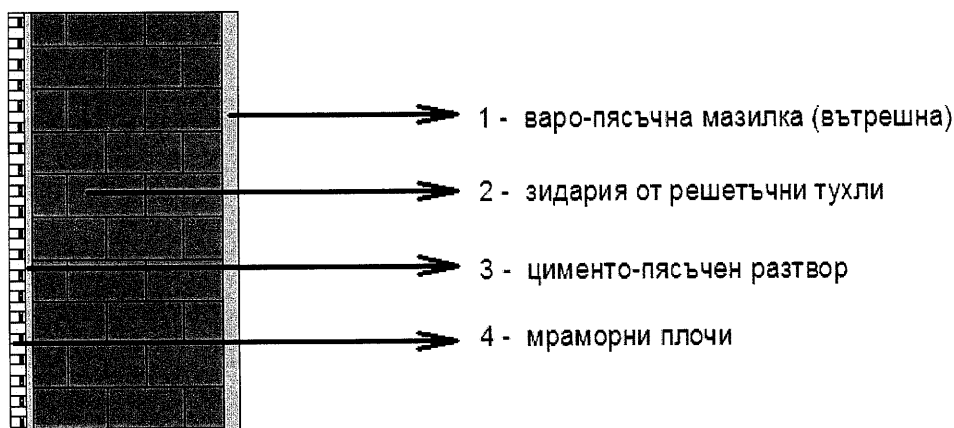 1 - варо-пясъчна мазилка (вътрешна)
2 - зидария от решетъчни тухли
3 - цименто-пясъчен разтвор
4 - мраморни плочи